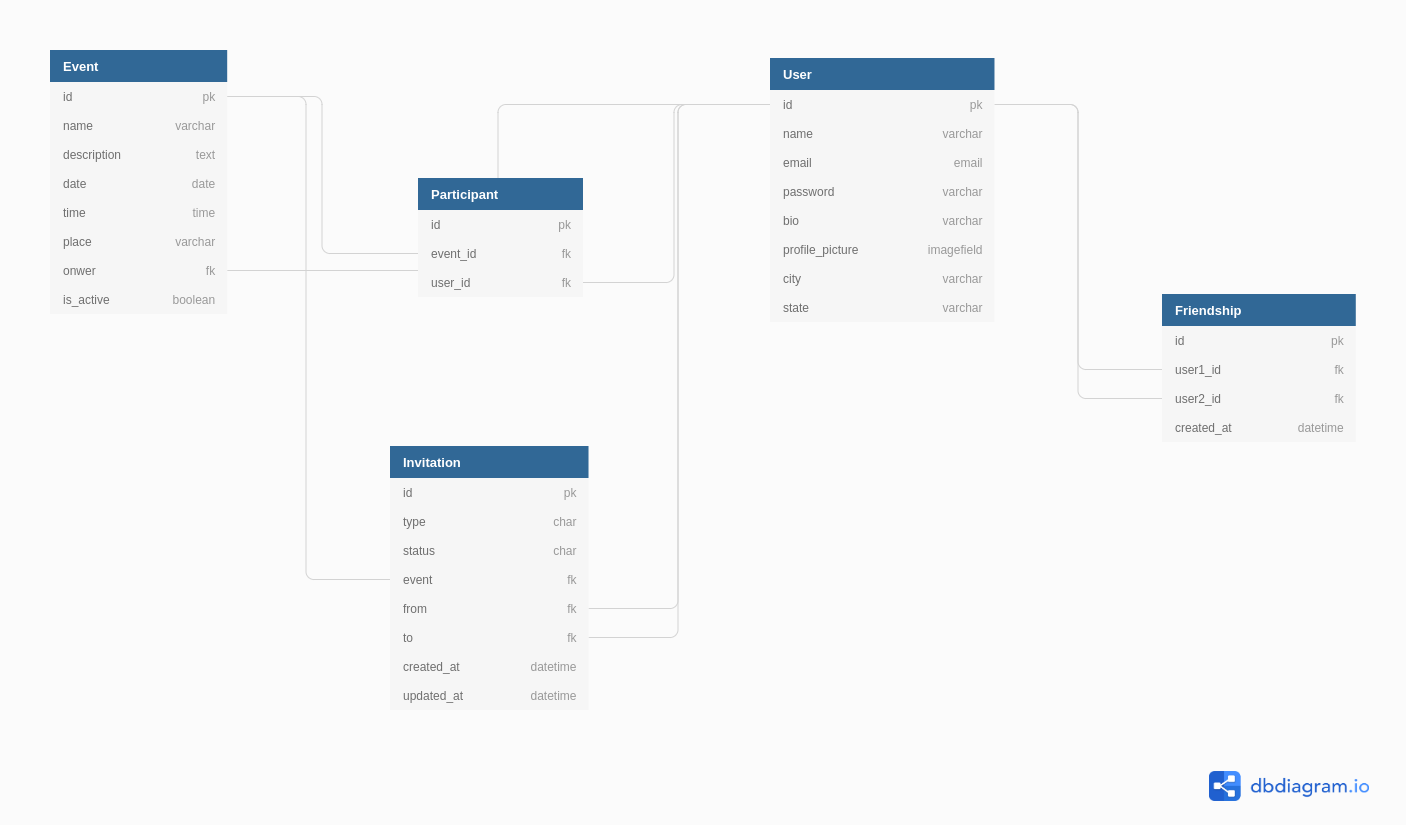 Event
id pk
name varchar
description text
date date
time time
place varchar
onwer fk
is_active boolean
Participant
id pk
event_id fk
user_id fk
User
id pk
name varchar
email email
password varchar
bio varchar
profile_picture imagefield
city varchar
state varchar
Friendship
id pk
user1_id fk
user2_id fk
created_at datetime
Invitation
id pk
type char
status char
event fk
from fk
to fk
created_at datetime
updated_at datetime
dbdiagram.io